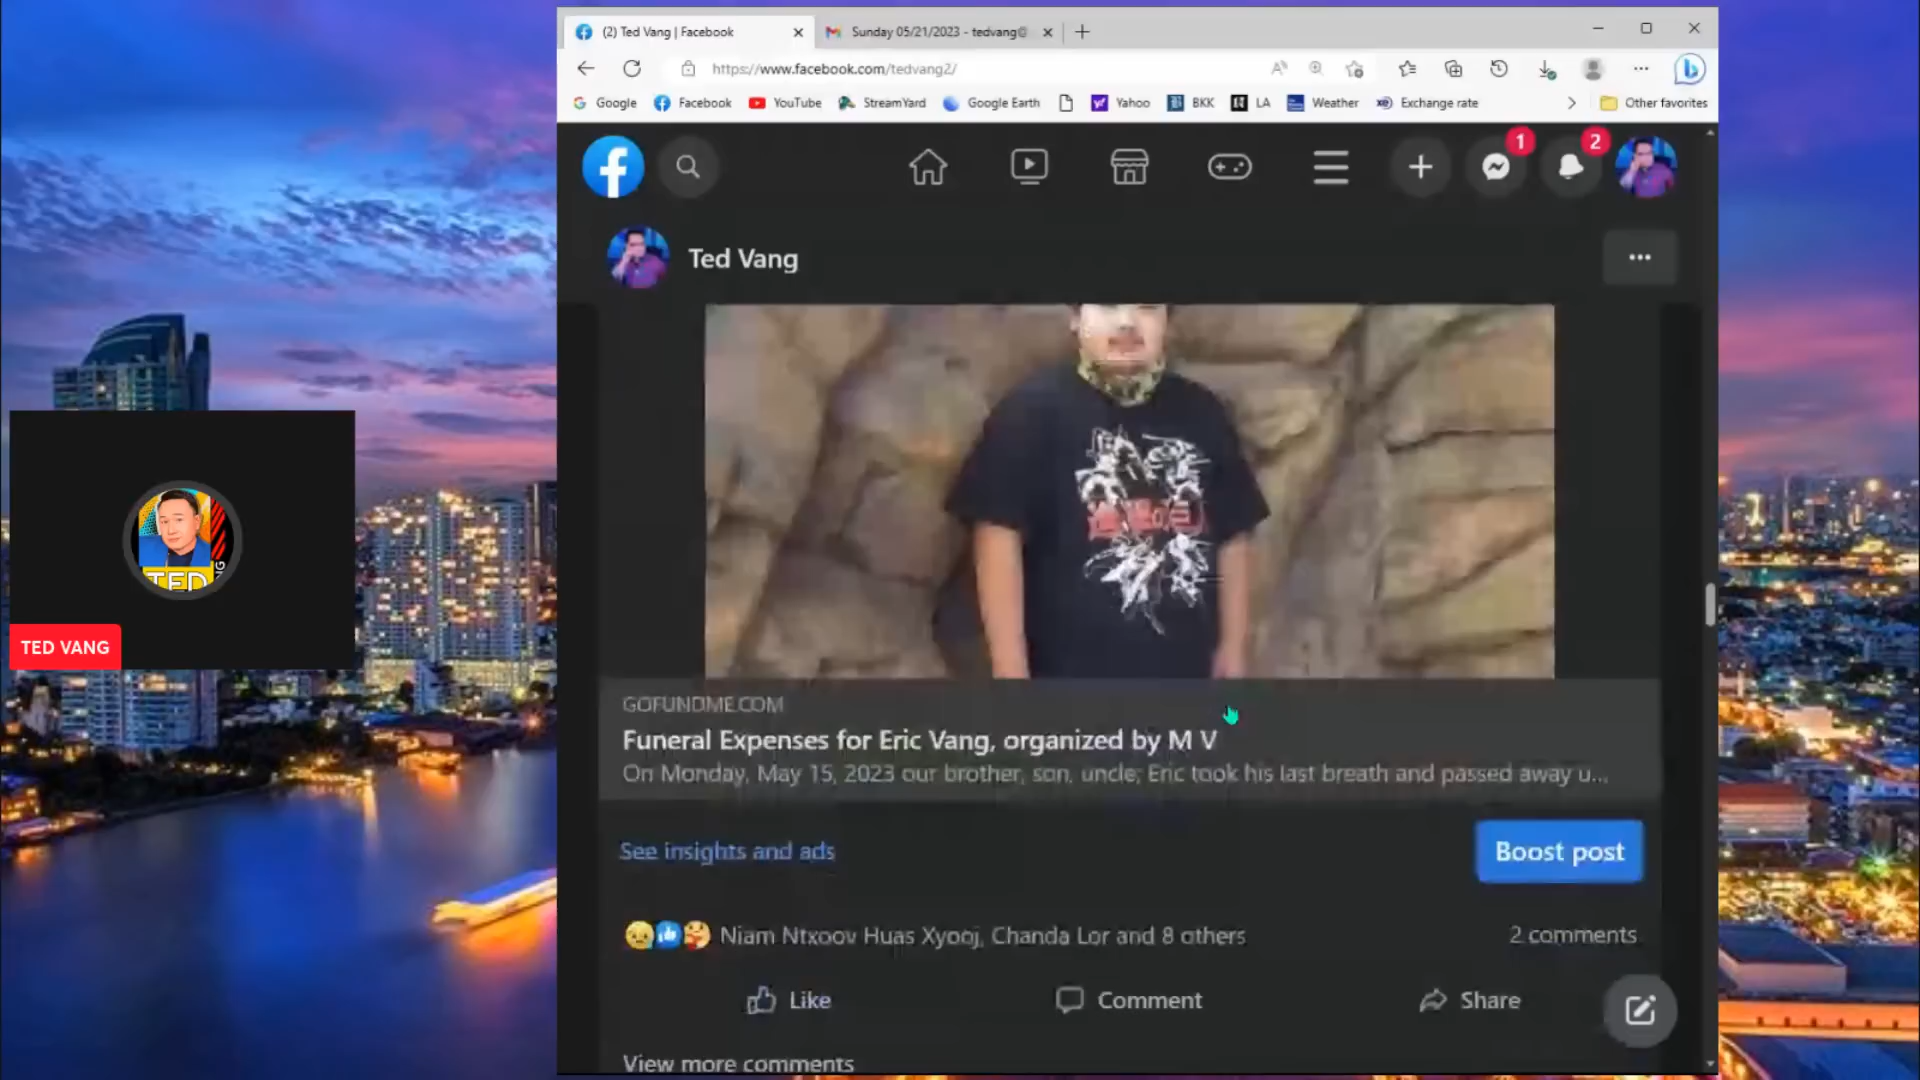 (2) Ted Vang | Facebook
Sunday 05/21/2023 - tedvang@
https://www.facebook.com/tedvang2/
Google Facebook YouTube StreamYard Google Earth Yahoo BKK LA Weather Exchange rate Other favorites
1
2
Ted Vang
GOFUNDME.COM
Funeral Expenses for Eric Vang, organized by M V
On Monday, May 15, 2023 our brother, son, uncle, Eric took his last breath and passed away u...
See insights and ads
Boost post
Niam Ntxoov Huas Xyooj, Chanda Lor and 8 others
2 comments
Like
Comment
Share
View more comments
TED
TED VANG